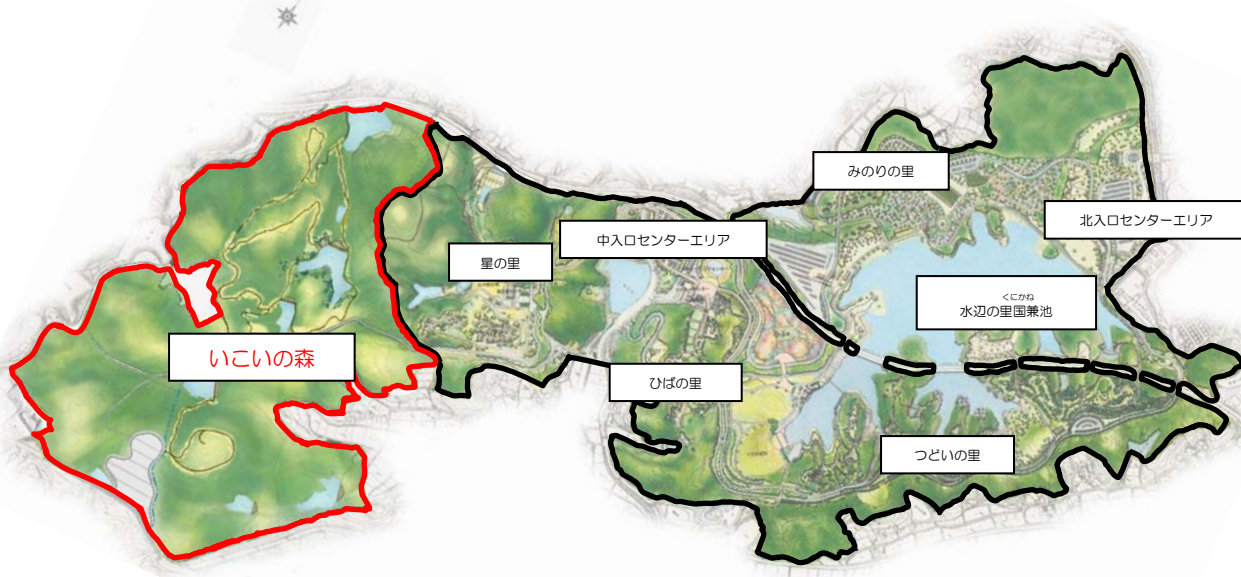 みのりの里
北入口センターエリア
中入口センターエリア
星の里
くにかね
水辺の里国兼池
いこいの森
ひばの里
つどいの里